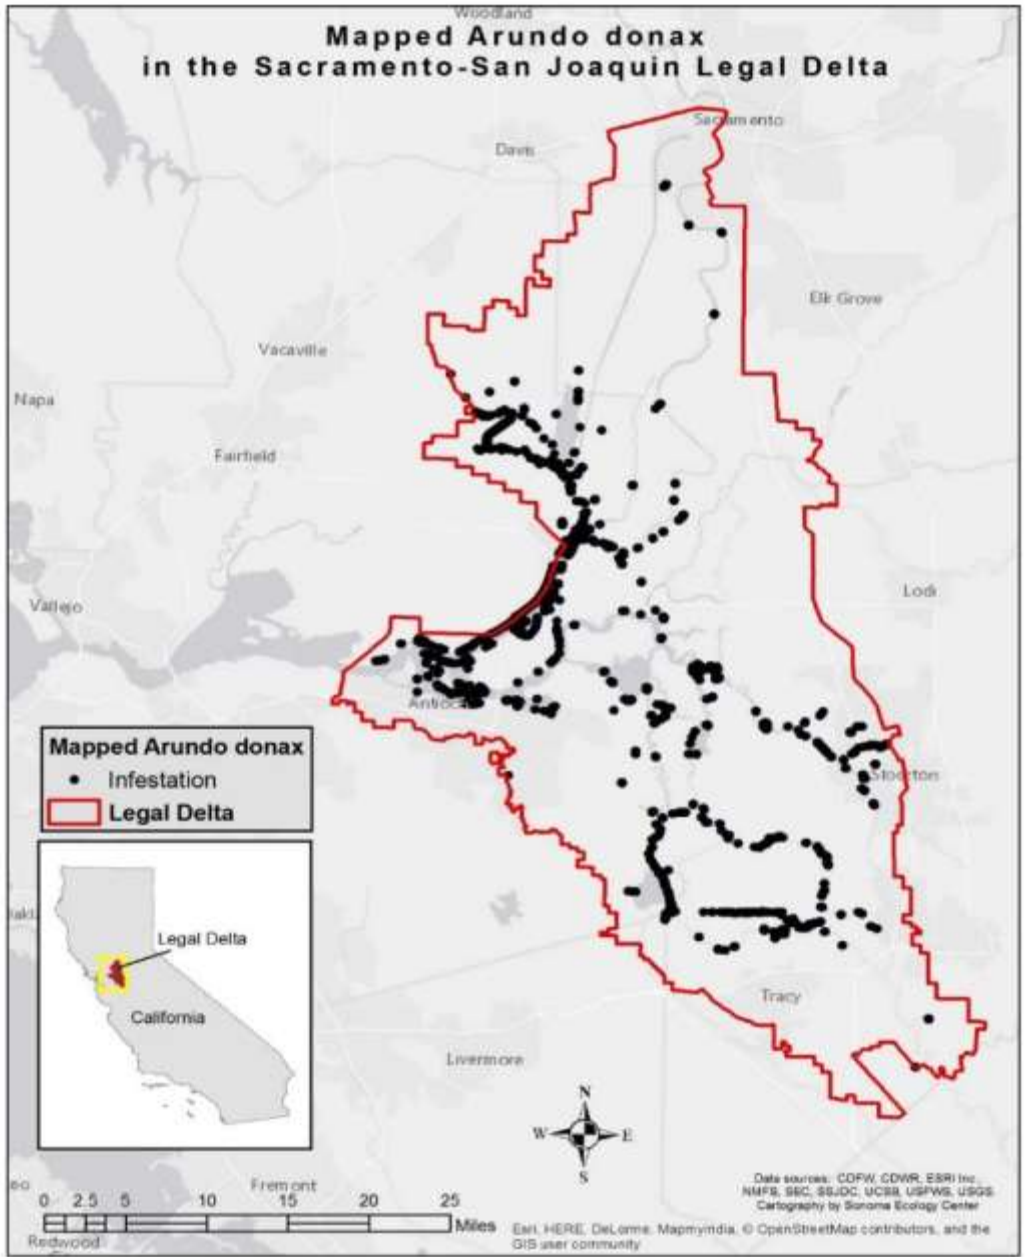 Woodland
Mapped Arundo donax
in the Sacramento-San Joaquin Legal Delta
Sacramento
Davis
Elk Grove
Vacaville
Napa
Fairfield
Lodi
Vallejo
Antioch
Mapped Arundo donax
Infestation
Legal Delta
Stockton
Legal Delta
California
Tracy
Livermore
N
W E
S
Fremont
0 2.5 5 10 15 20 25
Miles
Redwood
Data sources: CDFW, CDWR, ESRI Inc.,
NMFS, SEC, SSJDC, UCSB, USFWS, USGS
Cartography by Sonoma Ecology Center
Esri, HERE, DeLorme, MapmyIndia, © OpenStreetMap contributors, and the
GIS user community